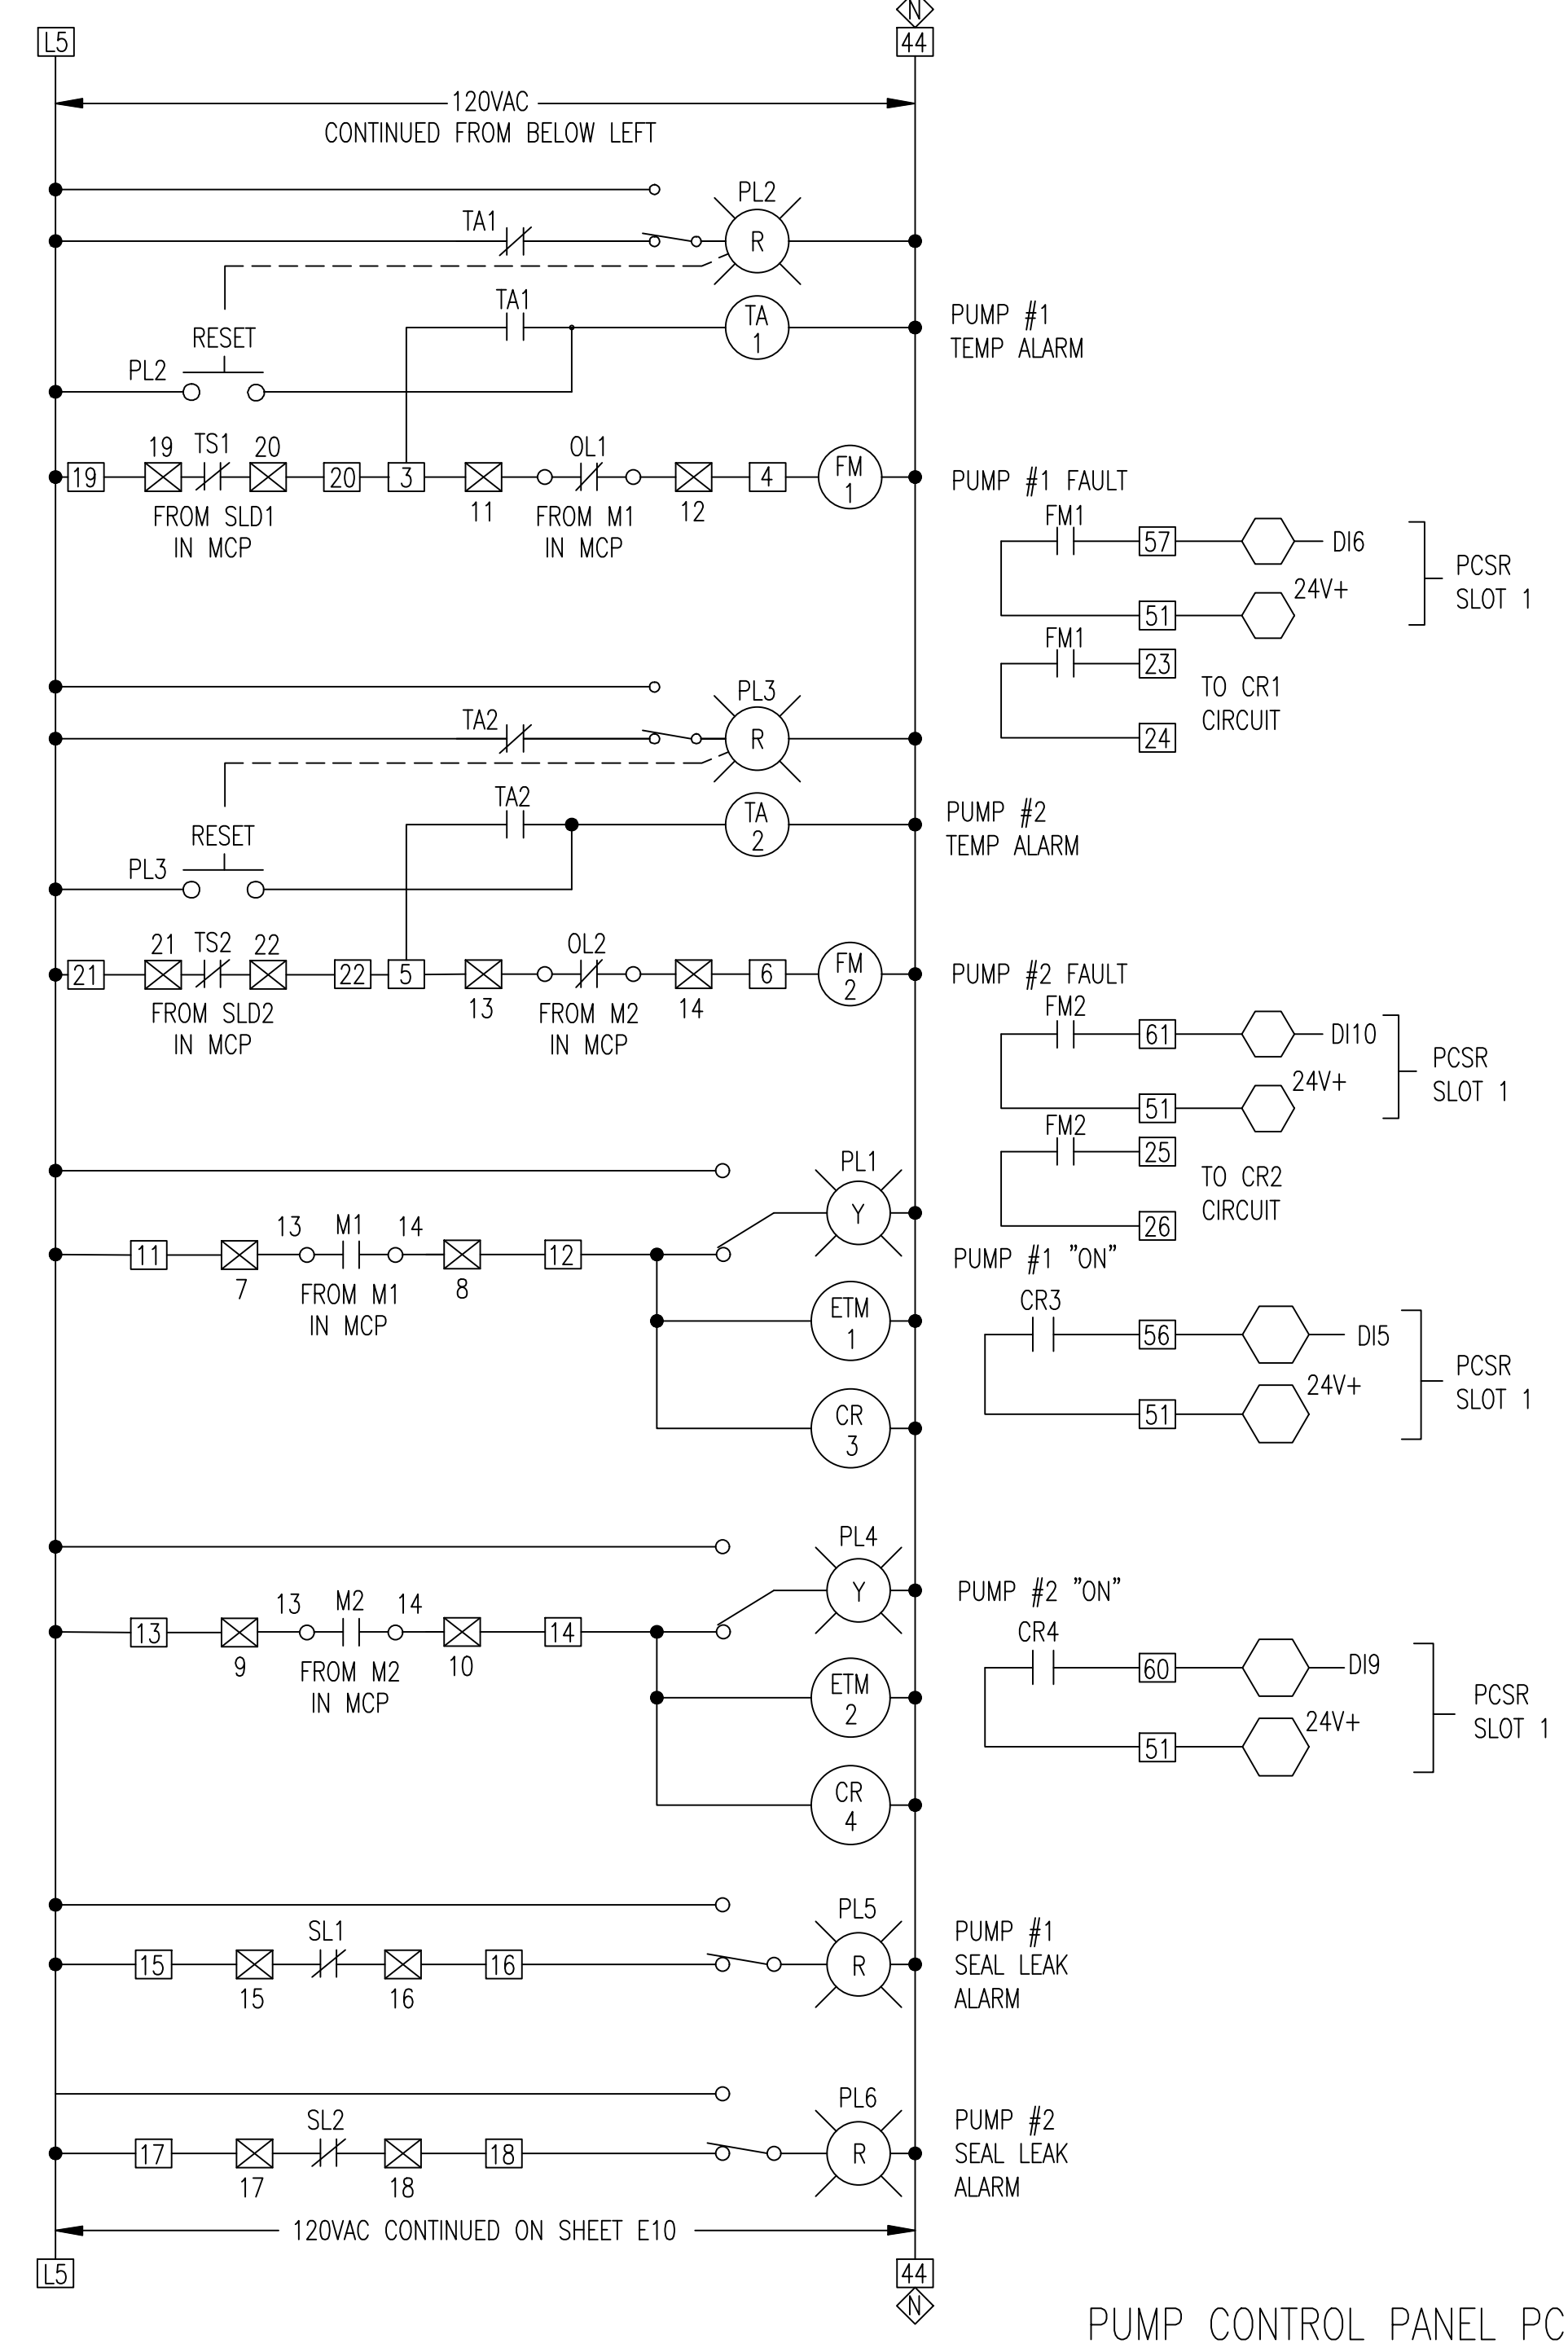 N
L5
44
120VAC
CONTINUED FROM BELOW LEFT
PL2
TA1
R
TA1
TA
1
PUMP #1
TEMP ALARM
RESET
PL2
19 TS1 20
OL1
19
20
3
4
FM
1
11
12
FROM SLD1
IN MCP
FROM M1
IN MCP
PUMP #1 FAULT
FM1
57
DI6
24V+
51
PCSR
SLOT 1
FM1
23
TO CR1
CIRCUIT
24
PL3
TA2
R
TA2
TA
2
PUMP #2
TEMP ALARM
RESET
PL3
21 TS2 22
OL2
21
22
5
6
FM
2
13
14
FROM SLD2
IN MCP
FROM M2
IN MCP
PUMP #2 FAULT
FM2
61
DI10
24V+
51
PCSR
SLOT 1
FM2
25
TO CR2
CIRCUIT
26
PL1
Y
13 M1 14
11
12
7
8
FROM M1
IN MCP
ETM
1
CR
3
PUMP #1 "ON"
CR3
56
DI5
24V+
51
PCSR
SLOT 1
PL4
Y
13 M2 14
13
14
9
10
FROM M2
IN MCP
ETM
2
CR
4
PUMP #2 "ON"
CR4
60
DI9
24V+
51
PCSR
SLOT 1
PL5
SL1
15
16
R
15
16
PUMP #1
SEAL LEAK
ALARM
PL6
SL2
17
18
R
17
18
PUMP #2
SEAL LEAK
ALARM
120VAC CONTINUED ON SHEET E10
L5
44
N
PUMP CONTROL PANEL PC